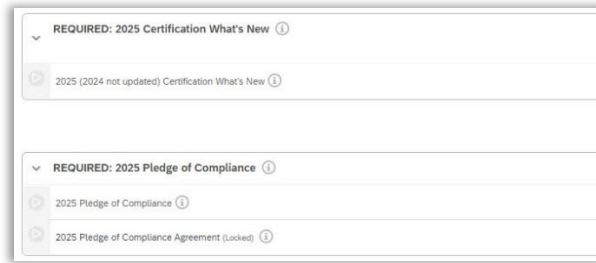 REQUIRED: 2025 Certification What's New
2025 (2024 not updated) Certification What's New
REQUIRED: 2025 Pledge of Compliance
2025 Pledge of Compliance
2025 Pledge of Compliance Agreement (Locked)